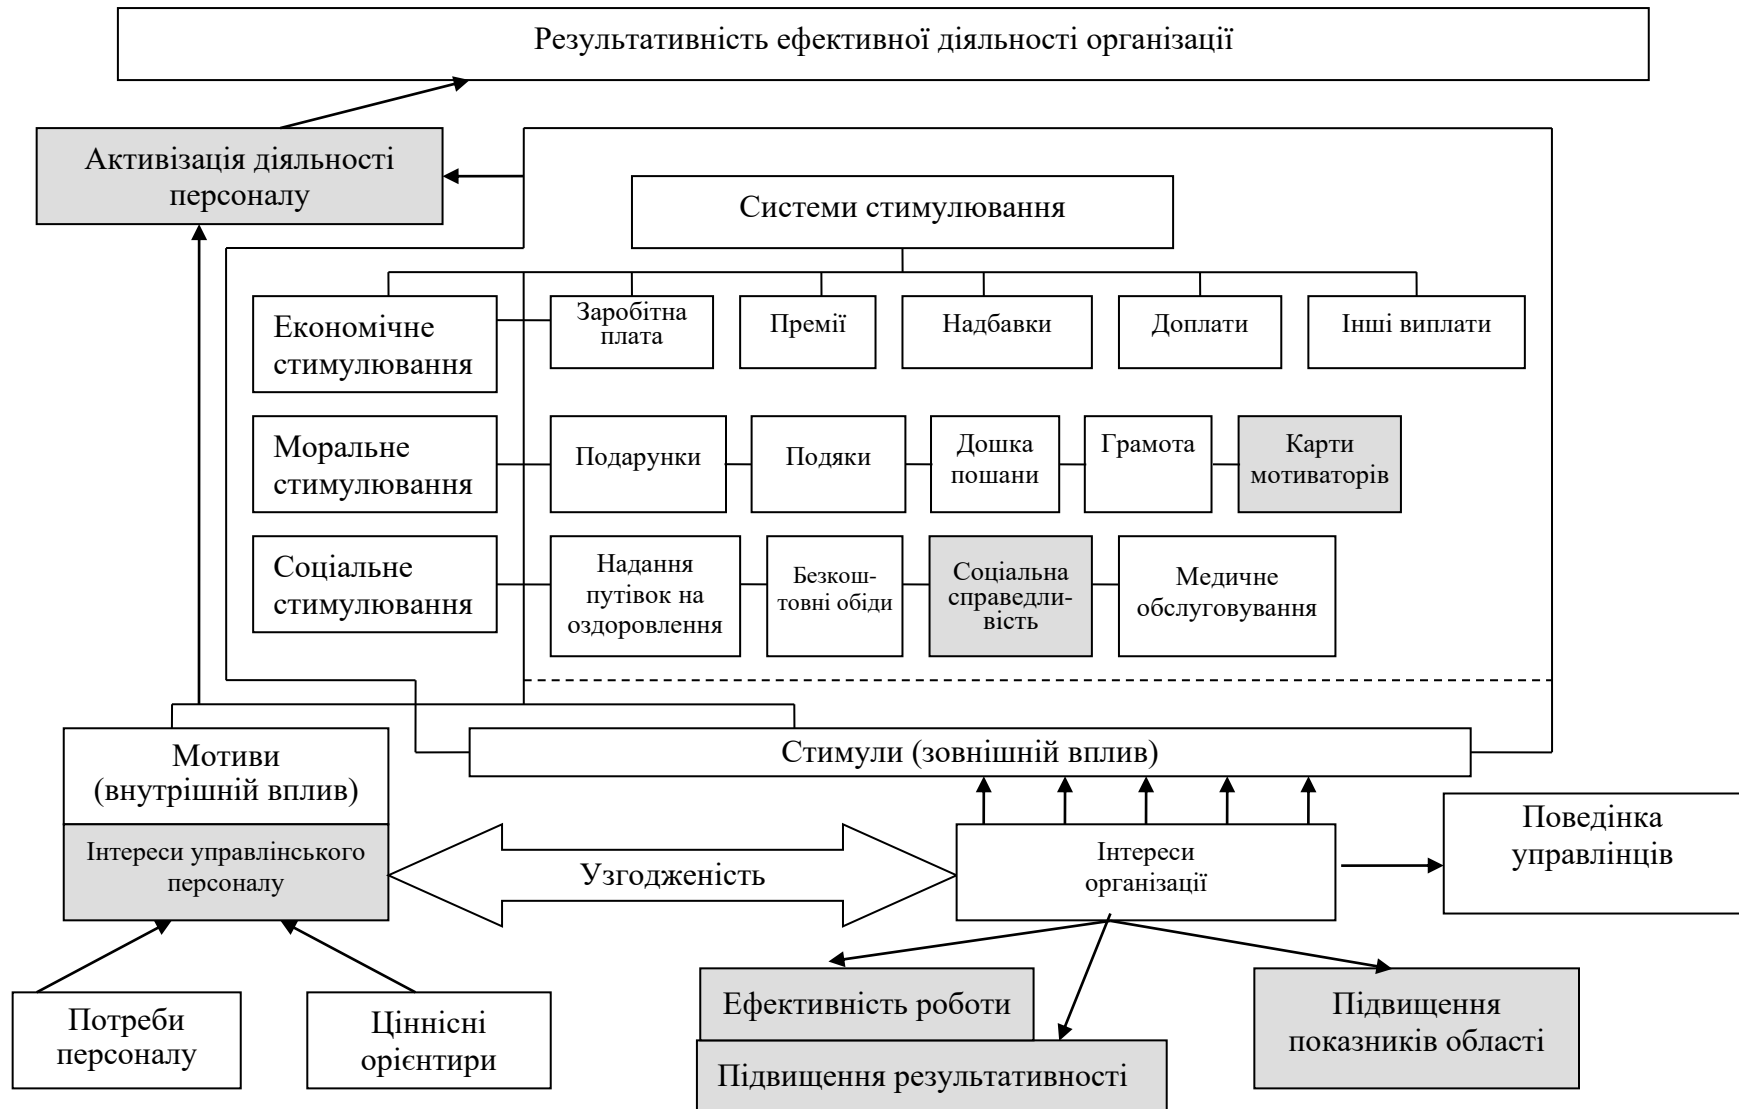 Результативність ефективної діяльності організації
Активізація діяльності
персоналу
Системи стимулювання
Економічне
стимулювання
Заробітна
плата
Премії
Надбавки
Доплати
Інші виплати
Моральне
стимулювання
Подарунки
Подяки
Дошка
пошани
Грамота
Карти
мотиваторів
Соціальне
стимулювання
Надання
путівок на
оздоровлення
Безкош-
товні обіди
Соціальна
справедли-
вість
Медичне
обслуговування
Мотиви
(внутрішній вплив)
Стимули (зовнішній вплив)
Інтереси управлінського
персоналу
Узгодженість
Інтереси
організації
Поведінка
управлінців
Потреби
персоналу
Ціннісні
орієнтири
Ефективність роботи
Підвищення результативності
Підвищення
показників області